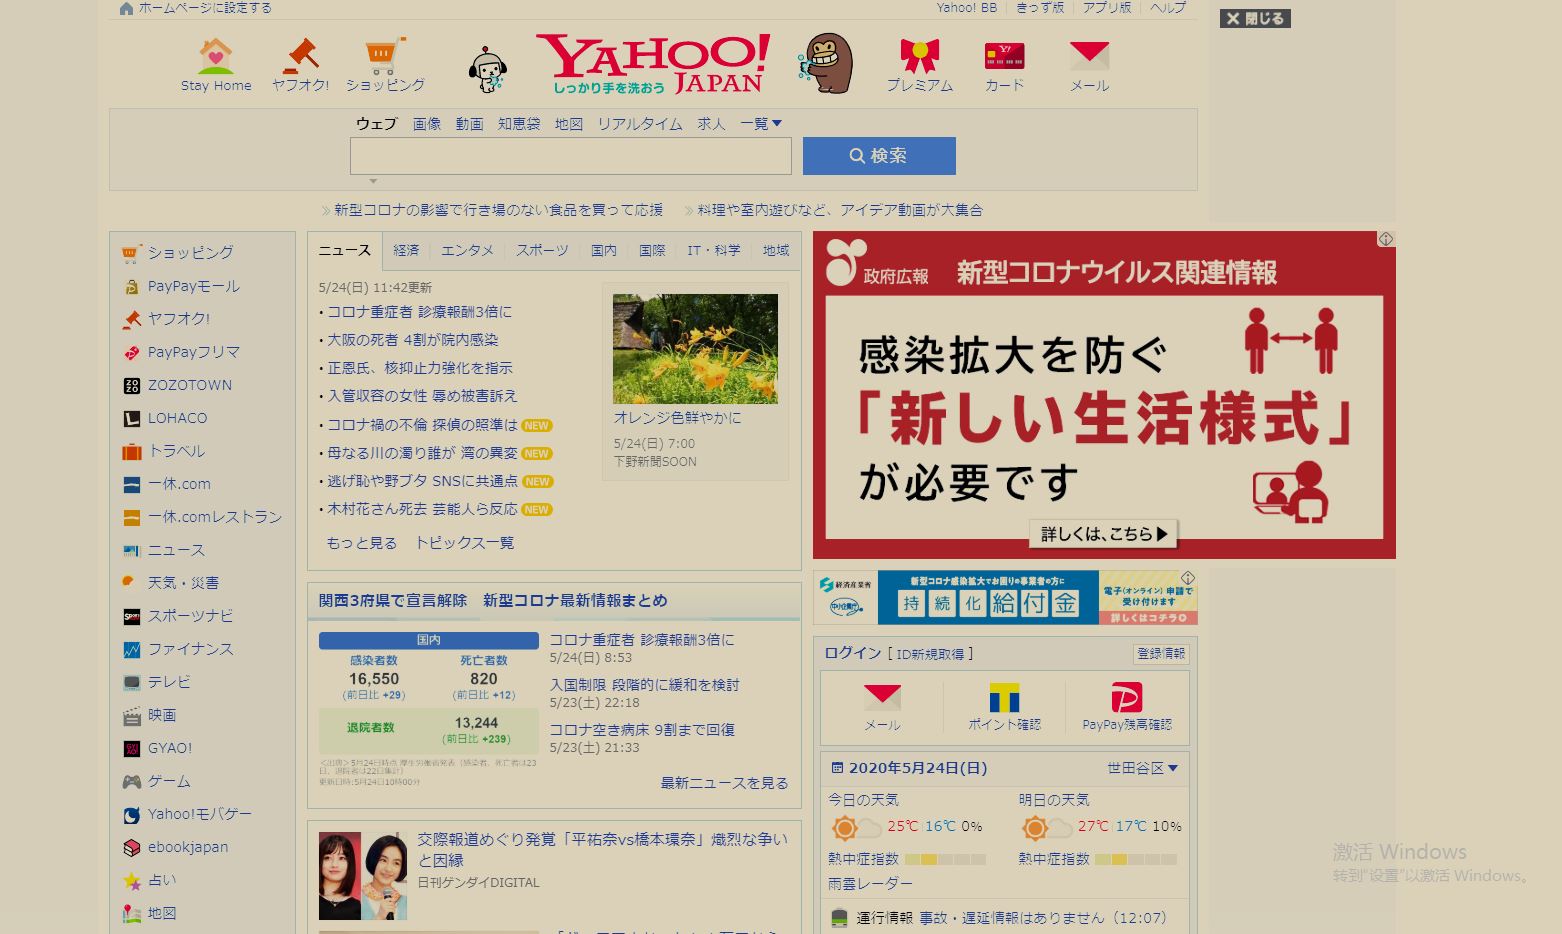 ホームページに設定する
Yahoo! BB
きっず版
アプリ版
ヘルプ
閉じる
Stay Home
ヤフオク!
ショッピング
YAHOO!
JAPAN
しっかり手を洗おう
プレミアム
カード
メール
ウェブ 画像 動画 知恵袋 地図 リアルタイム 求人 一覧▼
検索
新型コロナの影響で行き場のない食品を買って応援
料理や室内遊びなど、アイデア動画が大集合
ショッピング
PayPayモール
ヤフオク!
PayPayフリマ
ZOZOTOWN
LOHACO
トラベル
一休.com
一休.comレストラン
ニュース
天気・災害
スポーツナビ
ファイナンス
テレビ
映画
GYAO!
ゲーム
Yahoo!モバゲー
ebookjapan
占い
地図
ニュース 経済 エンタメ スポーツ 国内 国際 IT・科学 地域
5/24(日) 11:42更新
・コロナ重症者 診療報酬3倍に
・大阪の死者 4割が院内感染
・正恩氏、核抑止力強化を指示
・入管収容の女性 辱め被害訴え
・コロナ禍の不倫 探偵の照準は NEW
・母なる川の濁り誰が 湾の異変 NEW
・逃げ恥や野ブタ SNSに共通点 NEW
・木村花さん死去 芸能人ら反応 NEW
もっと見る トピックス一覧
オレンジ色鮮やかに
5/24(日) 7:00
下野新聞SOON
関西3府県で宣言解除 新型コロナ最新情報まとめ
国内
感染者数 死亡者数
16,550 820
(前日比 +29) (前日比 +12)
退院者数
13,244
(前日比 +239)
<出典>5月24日時点 厚生労働省発表(感染者、死亡者は23
日、退院者は22日集計)
更新日時:5月24日10時00分
コロナ重症者 診療報酬3倍に
5/24(日) 8:53
入国制限 段階的に緩和を検討
5/23(土) 22:18
コロナ空き病床 9割まで回復
5/23(土) 21:33
最新ニュースを見る
交際報道めぐり発覚「平祐奈vs橋本環奈」熾烈な争い
と因縁
日刊ゲンダイDIGITAL
政府広報 新型コロナウイルス関連情報
感染拡大を防ぐ
「新しい生活様式」
が必要です
詳しくは、こちら▶
経済産業省
中小企業庁
新型コロナ感染拡大でお困りの事業者の方に
持続化給付金
電子(オンライン)申請で
受け付けます
詳しくはコチラ
ログイン [ ID新規取得 ]
登録情報
メール
ポイント確認
PayPay残高確認
2020年5月24日(日)
世田谷区▼
今日の天気 明日の天気
25℃ 16℃ 0%
27℃ 17℃ 10%
熱中症指数 熱中症指数
雨雲レーダー
運行情報 事故・遅延情報はありません(12:07)
激活 Windows
转到"设置"以激活 Windows。